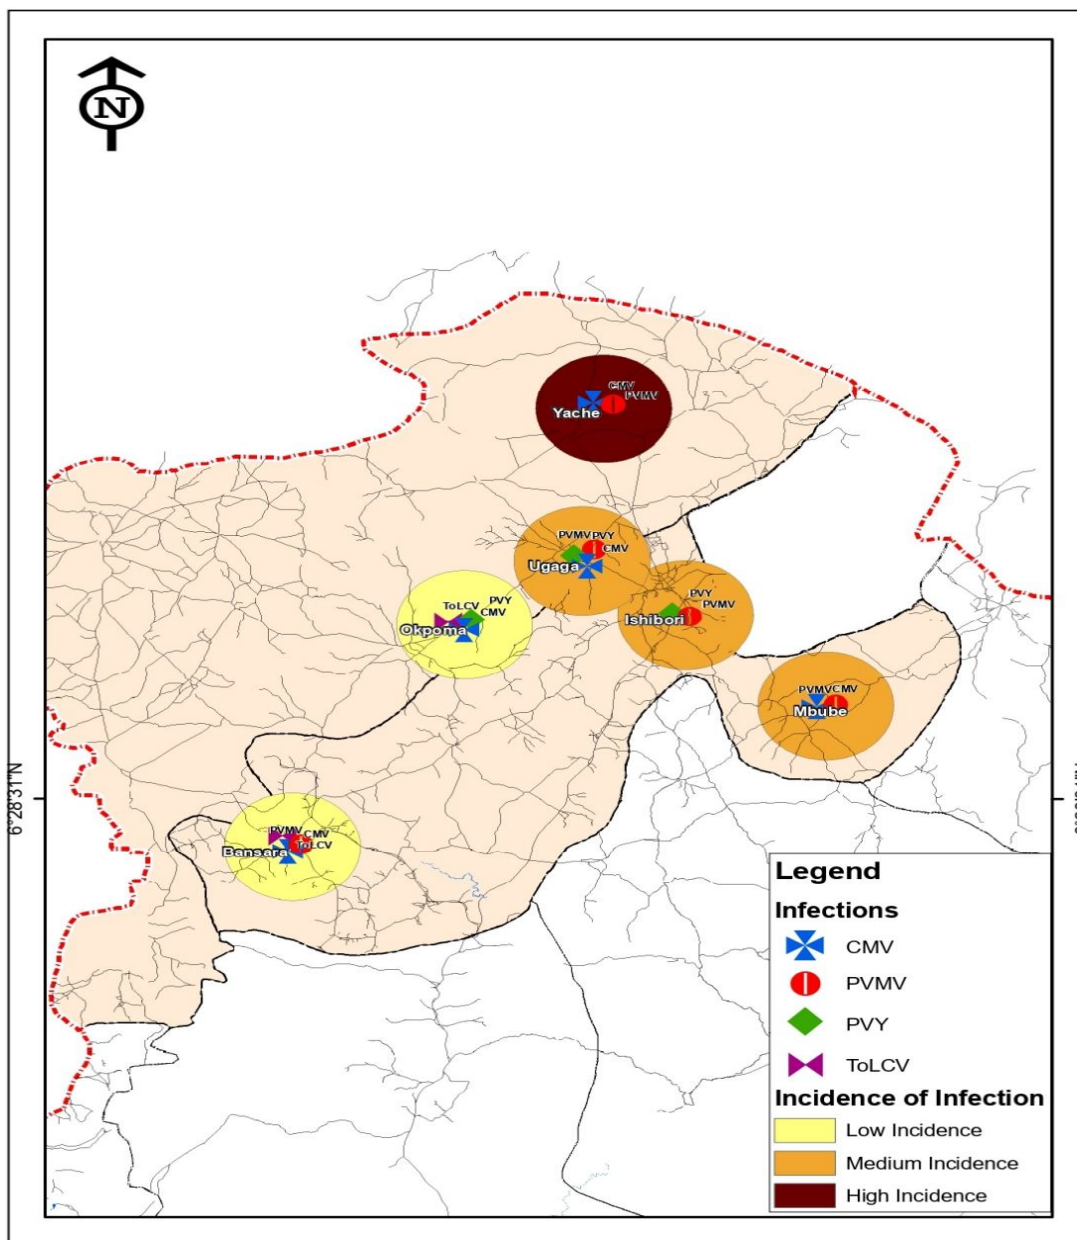 N
CMV
PVMV
Yache
PVMV PVY
CMV
Ugaga
PVY
ToLCV
CMV
Okpoma
PVY
PVMV
Ishibori
PVMV CMV
Mbube
6°28'31"N
PVMV
CMV
ToLCV
Bansara
Legend
Infections
CMV
PVMV
PVY
ToLCV
Incidence of Infection
Low Incidence
Medium Incidence
High Incidence